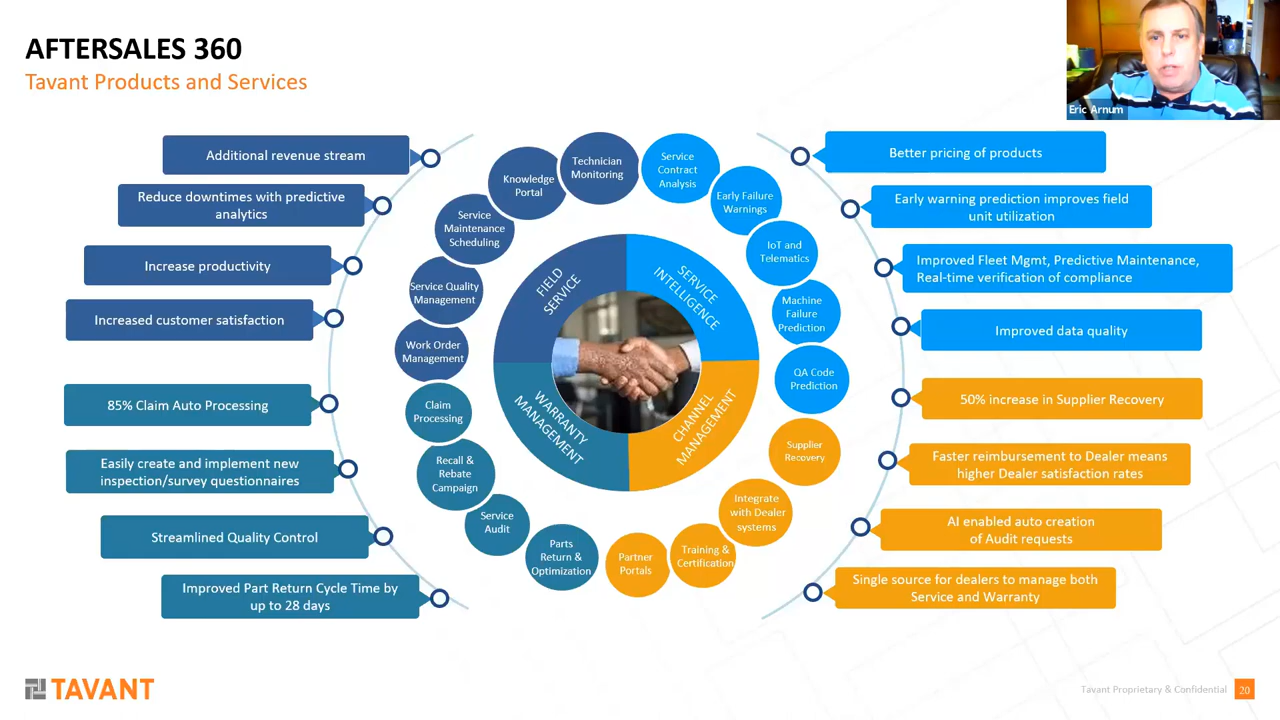 AFTERSALES 360
Tavant Products and Services
Eric Arnum
Additional revenue stream
Reduce downtimes with predictive
analytics
Increase productivity
Increased customer satisfaction
85% Claim Auto Processing
Easily create and implement new
inspection/survey questionnaires
Streamlined Quality Control
Improved Part Return Cycle Time by
up to 28 days
Technician
Monitoring
Knowledge
Portal
Service
Maintenance
Scheduling
Service Quality
Management
Work Order
Management
Claim
Processing
Recall &
Rebate
Campaign
Service
Audit
Parts
Return &
Optimization
FIELD
SERVICE
SERVICE
INTELLIGENCE
WARRANTY
MANAGEMENT
CHANNEL
MANAGEMENT
Service
Contract
Analysis
Early Failure
Warnings
IoT and
Telematics
Machine
Failure
Prediction
QA Code
Prediction
Supplier
Recovery
Integrate
with Dealer
systems
Training &
Certification
Partner
Portals
Better pricing of products
Early warning prediction improves field
unit utilization
Improved Fleet Mgmt, Predictive Maintenance,
Real-time verification of compliance
Improved data quality
50% increase in Supplier Recovery
Faster reimbursement to Dealer means
higher Dealer satisfaction rates
AI enabled auto creation
of Audit requests
Single source for dealers to manage both
Service and Warranty
TAVANT
Tavant Proprietary & Confidential
20